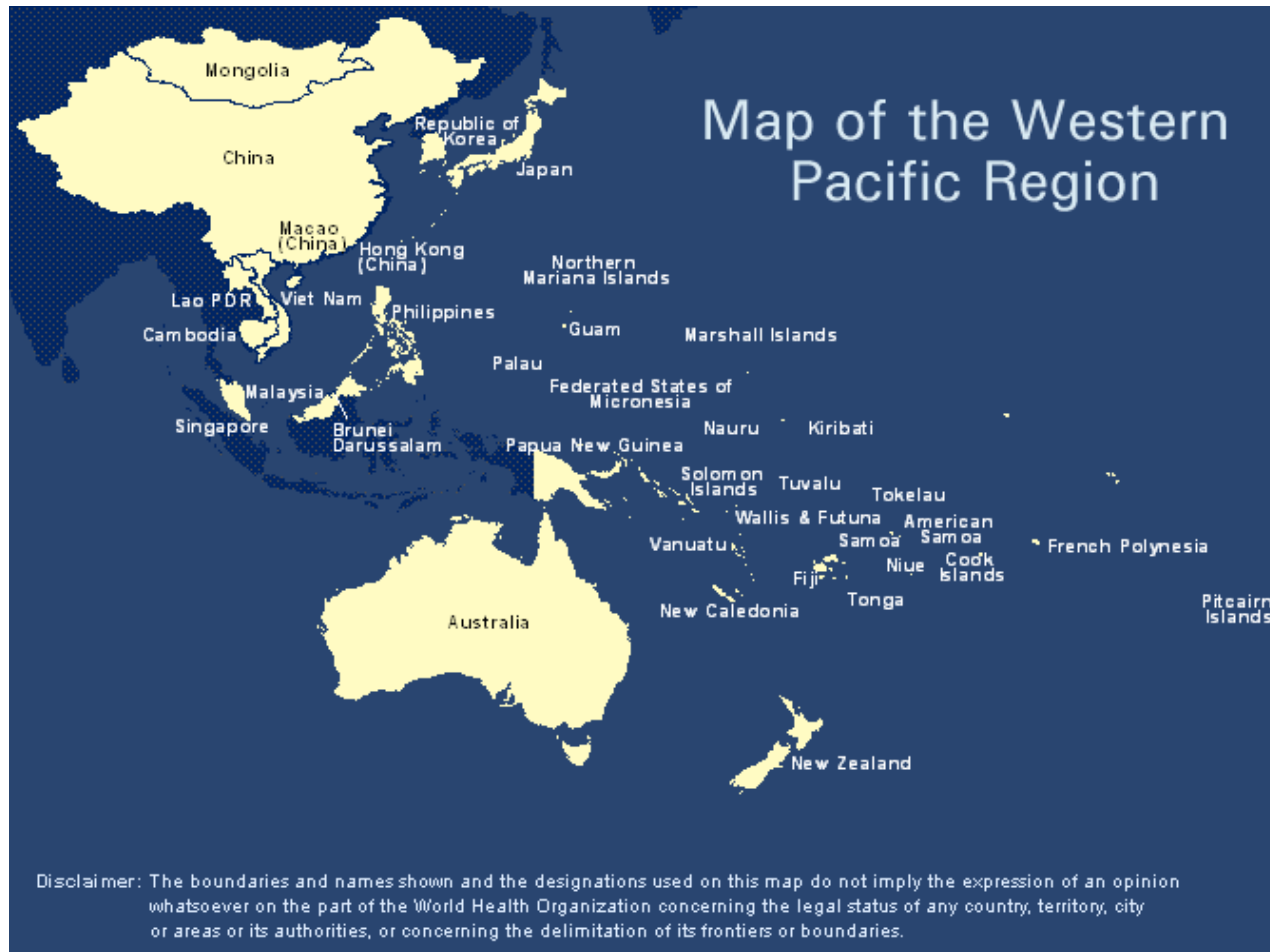 Map of the Western
Pacific Region
Mongolia
China
Republic of
Korea
Japan
Macao
(China)
Hong Kong
(China)
Northern
Mariana Islands
Lao PDR
Viet Nam
Philippines
Cambodia
Guam
Marshall Islands
Palau
Malaysia
Federated States of
Micronesia
Singapore
Brunei
Darussalam
Nauru
Kiribati
Papua New Guinea
Solomon
Islands
Tuvalu
Tokelau
Wallis & Futuna
American
Samoa
Samoa
Vanuatu
French Polynesia
Fiji
Niue
Cook
Islands
New Caledonia
Tonga
Pitcairn
Islands
Australia
New Zealand
Disclaimer: The boundaries and names shown and the designations used on this map do not imply the expression of an opinion
whatsoever on the part of the World Health Organization concerning the legal status of any country, territory, city
or areas or its authorities, or concerning the delimitation of its frontiers or boundaries.